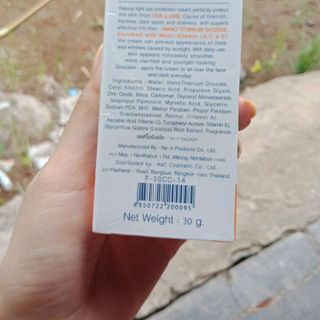 Natural light sun protection cream perfectly protect
the skin from UVA & UVB. Cause of blemish,
freckles, dark spots and dullness, with superb
effective UV filter - NANO TITANIUM DIOXIDE.
Enriched with Multi-Vitamin (A,C & E)
the cream can prevent appearance of lines
and wrinkles caused by sunlight. With daily use
skin appears noticeably smoother
more clarified and younger looking.
Direction : apply the cream to all over the face
and neck everyday
Ingredients - Water, NanoTitanium Dioxide,
Cetyl Alcohol, Stearic Acid, Propylene Glycol,
Zinc Oxide, Silica, Carbomer, Glyceryl Monostearate,
Isopropyl Palmitate, Myristic Acid, Glycerin,
Sodium PCA, BHT, Methyl Paraben, Propyl Paraben,
Triethanolamine, Retinol (Vitamin A),
Ascorbic Acid (Vitamin C), Tocopheryl Acetate (Vitamin E),
Glycyrrhiza Glabra (Licorice) Root Extract, Fragrance.
Manufactured By : Re-X Products Co., Ltd.
Moo. Nonthaburi Rd., Meung Nonthaburi
Distributed by : A&C Cosmetic Co., Ltd.
Pracharat 1 Road, Bangsue, Bangkok Thailand.
F-50CC-14
8850722200095
Net Weight : 30 g.